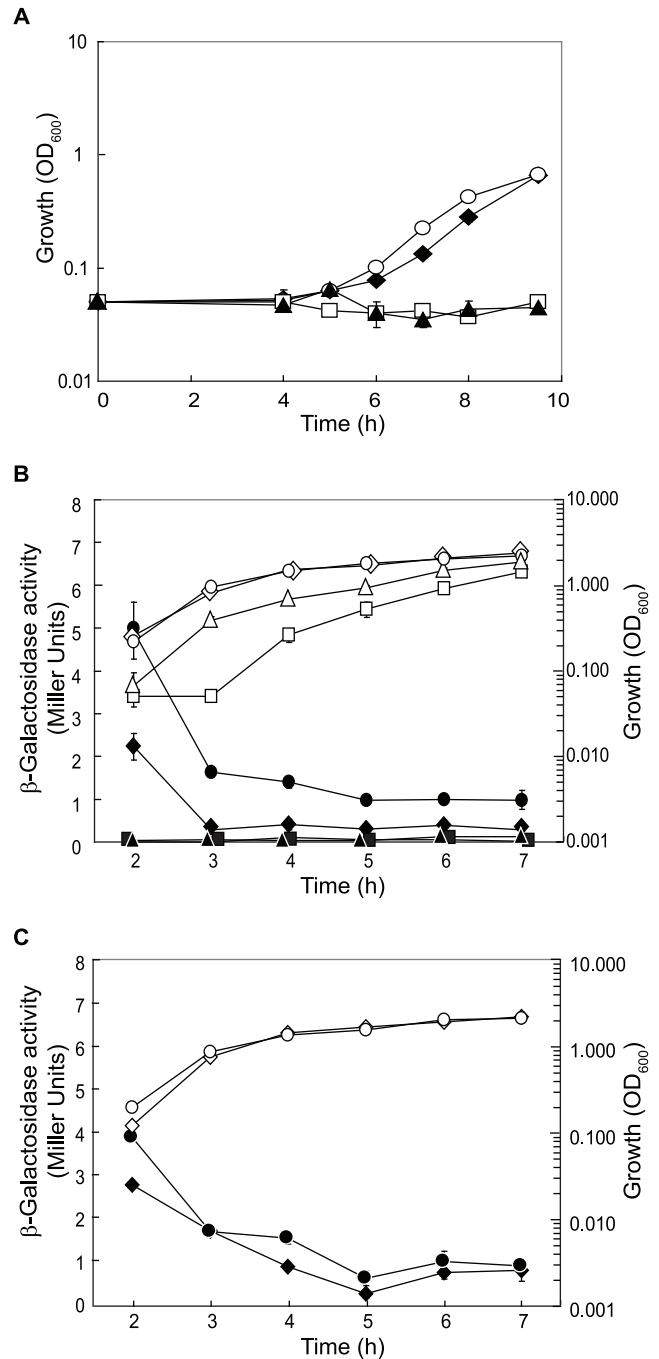 A
10
1
0.1
0.01
Growth (OD600)
0 2 4 6 8 10
Time (h)
B
8
7
6
5
4
3
2
1
0
β-Galactosidase activity
(Miller Units)
10.000
1.000
0.100
0.010
0.001
Growth (OD600)
2 3 4 5 6 7
Time (h)
C
8
7
6
5
4
3
2
1
0
β-Galactosidase activity
(Miller Units)
10.000
1.000
0.100
0.010
0.001
Growth (OD600)
2 3 4 5 6 7
Time (h)